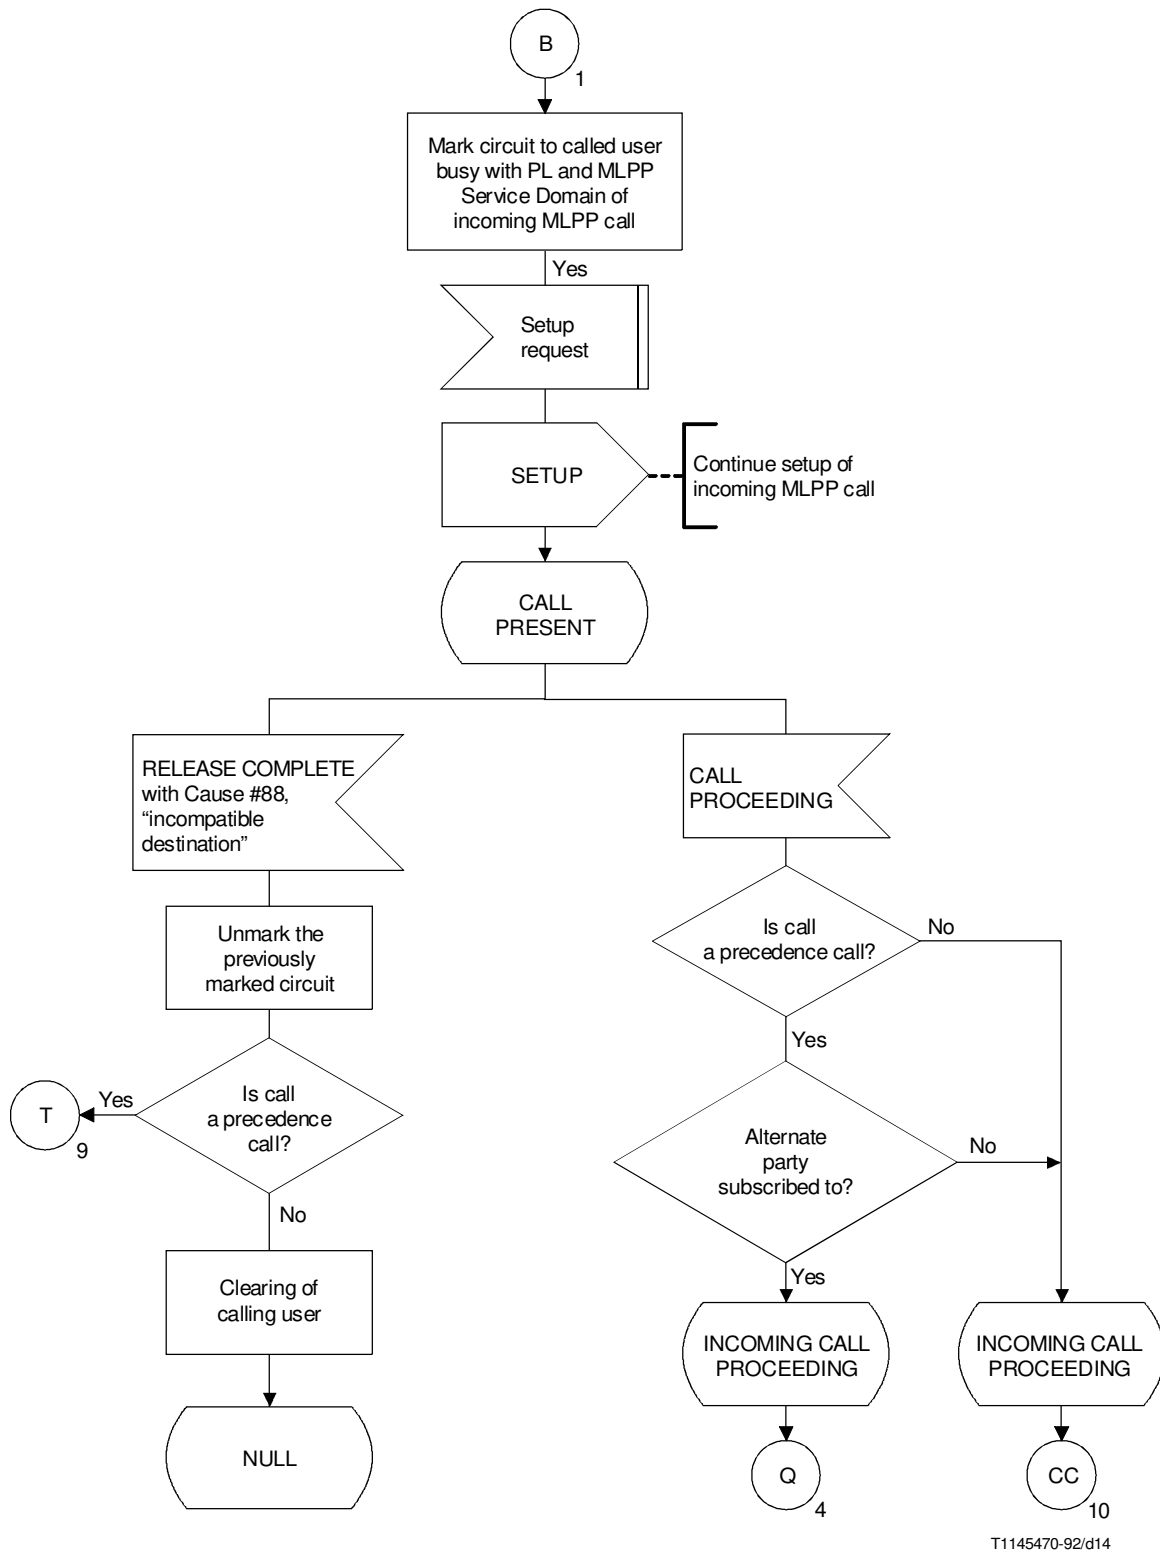 B
1
Mark circuit to called user
busy with PL and MLPP
Service Domain of
incoming MLPP call
Yes
Setup
request
SETUP
Continue setup of
incoming MLPP call
CALL
PRESENT
RELEASE COMPLETE
with Cause #88,
“incompatible
destination”
CALL
PROCEEDING
Unmark the
previously
marked circuit
Is call
a precedence call?
No
Yes
Is call
a precedence
call?
Yes
T
9
No
Alternate
party
subscribed to?
No
Yes
Clearing of
calling user
INCOMING CALL
PROCEEDING
INCOMING CALL
PROCEEDING
NULL
Q
4
CC
10
T1145470-92/d14